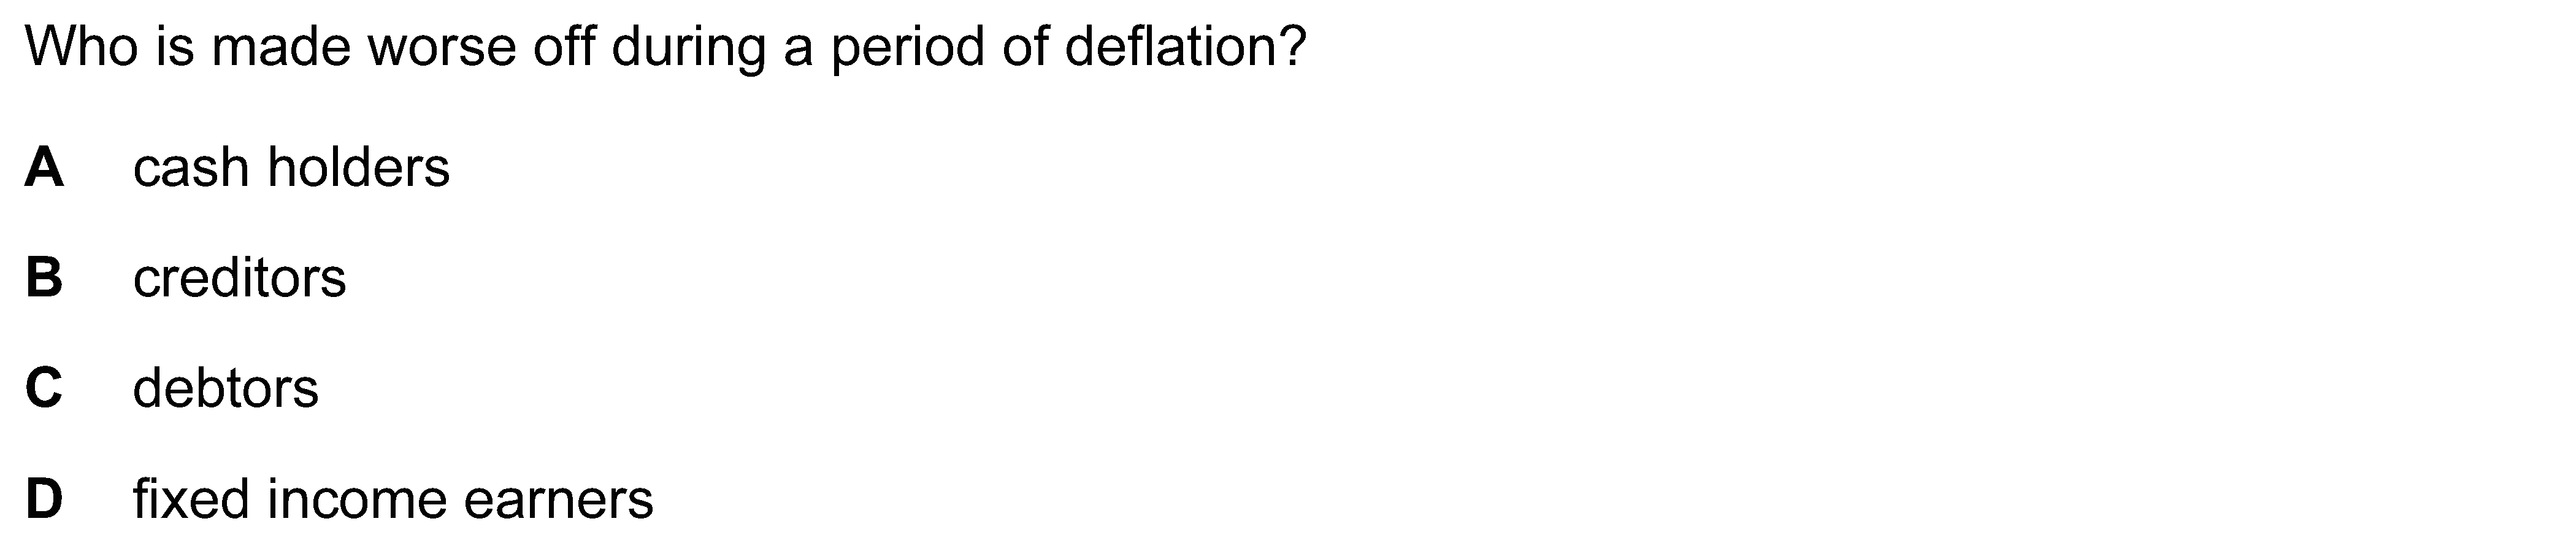 Who is made worse off during a period of deflation?
A cash holders
B creditors
C debtors
D fixed income earners